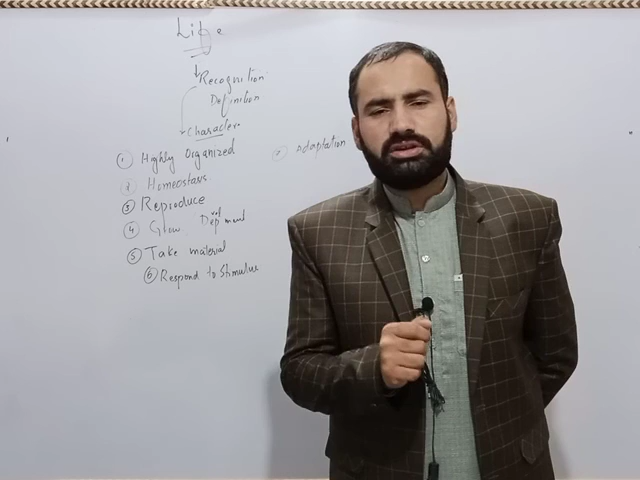 Life
Recognition
Definition
Character
① Highly Organized
② Homeostasis
③ Reproduce
④ Grow
⑤ Take material
⑥ Respond to Stimulus
⑦ Adaptation